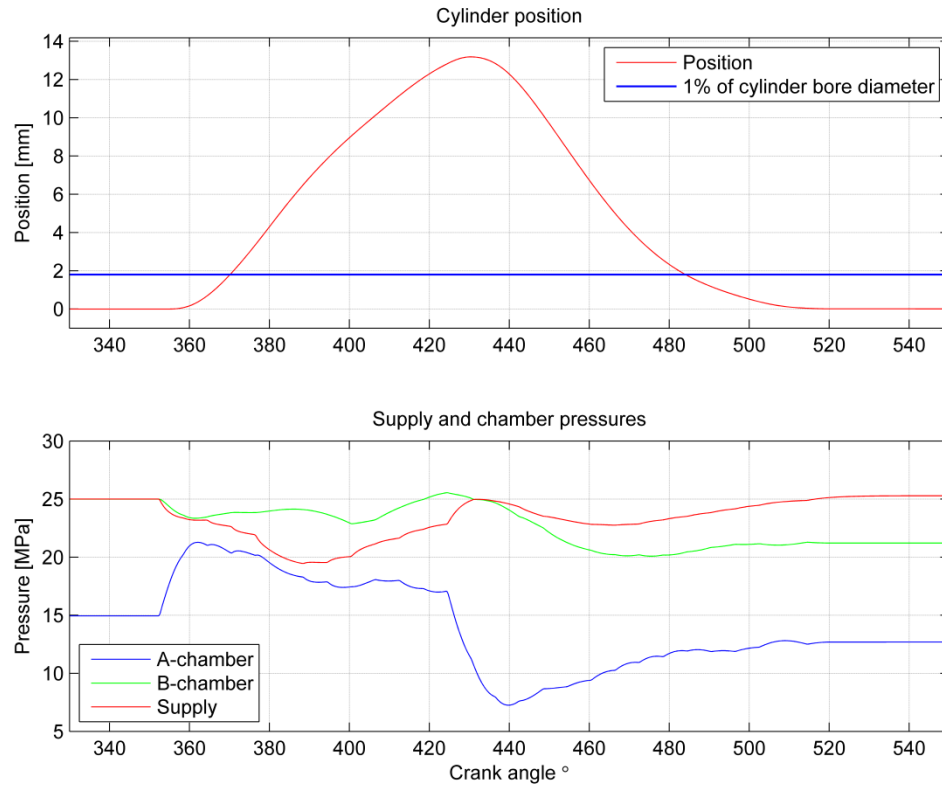 Cylinder position
14
12
10
8
6
4
2
0
Position [mm]
Position
1% of cylinder bore diameter
340 360 380 400 420 440 460 480 500 520 540
Supply and chamber pressures
30
25
20
15
10
5
Pressure [MPa]
A-chamber
B-chamber
Supply
340 360 380 400 420 440 460 480 500 520 540
Crank angle °